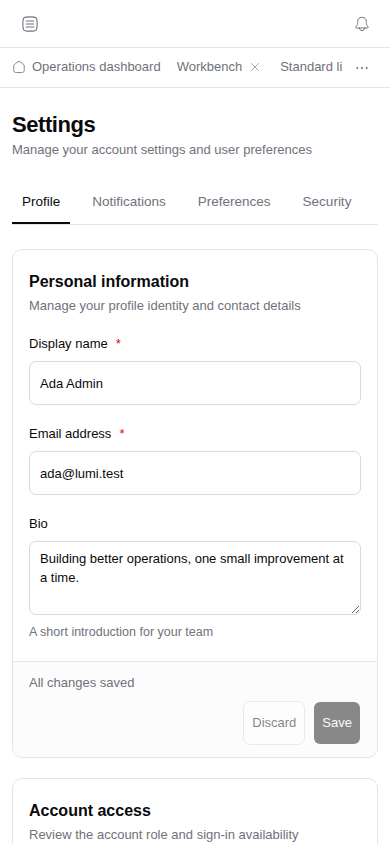 Operations dashboard Workbench Standard li
Settings
Manage your account settings and user preferences
Profile Notifications Preferences Security
Personal information
Manage your profile identity and contact details
Display name *
Ada Admin
Email address *
ada@lumi.test
Bio
Building better operations, one small improvement at
a time.
A short introduction for your team
All changes saved
Discard Save
Account access
Review the account role and sign-in availability